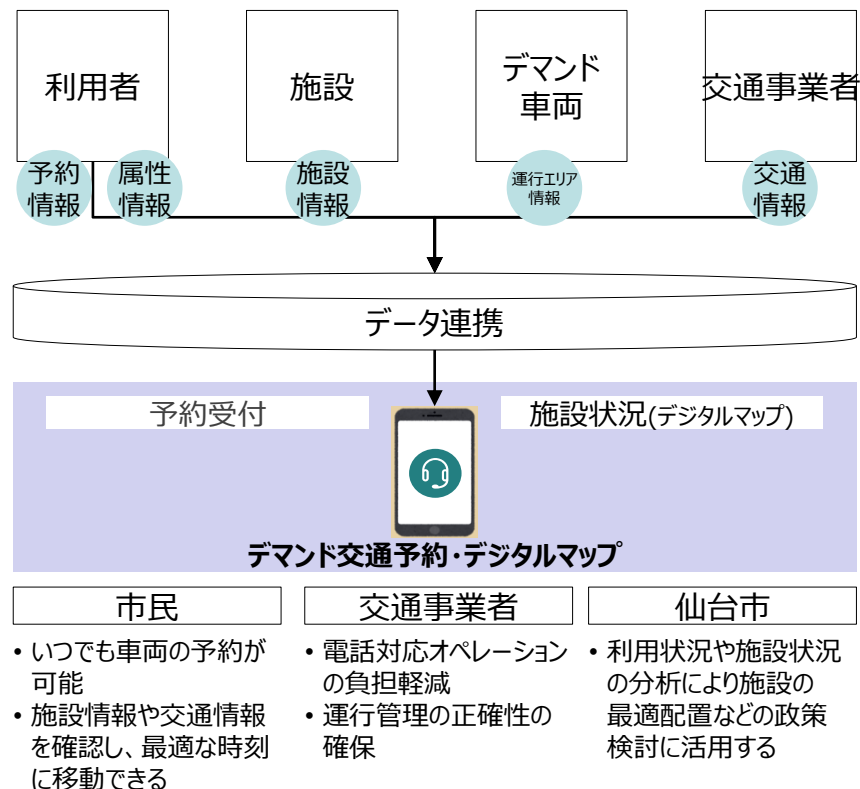 利用者
施設
デマンド
車両
交通事業者
予約
情報
属性
情報
施設
情報
運行エリア
情報
交通
情報
データ連携
予約受付
施設状況(デジタルマップ)
デマンド交通予約・デジタルマップ
市民
• いつでも車両の予約が
可能
• 施設情報や交通情報
を確認し、最適な時刻
に移動できる
交通事業者
• 電話対応オペレーション
の負担軽減
• 運行管理の正確性の
確保
仙台市
• 利用状況や施設状況
の分析により施設の
最適配置などの政策
検討に活用する